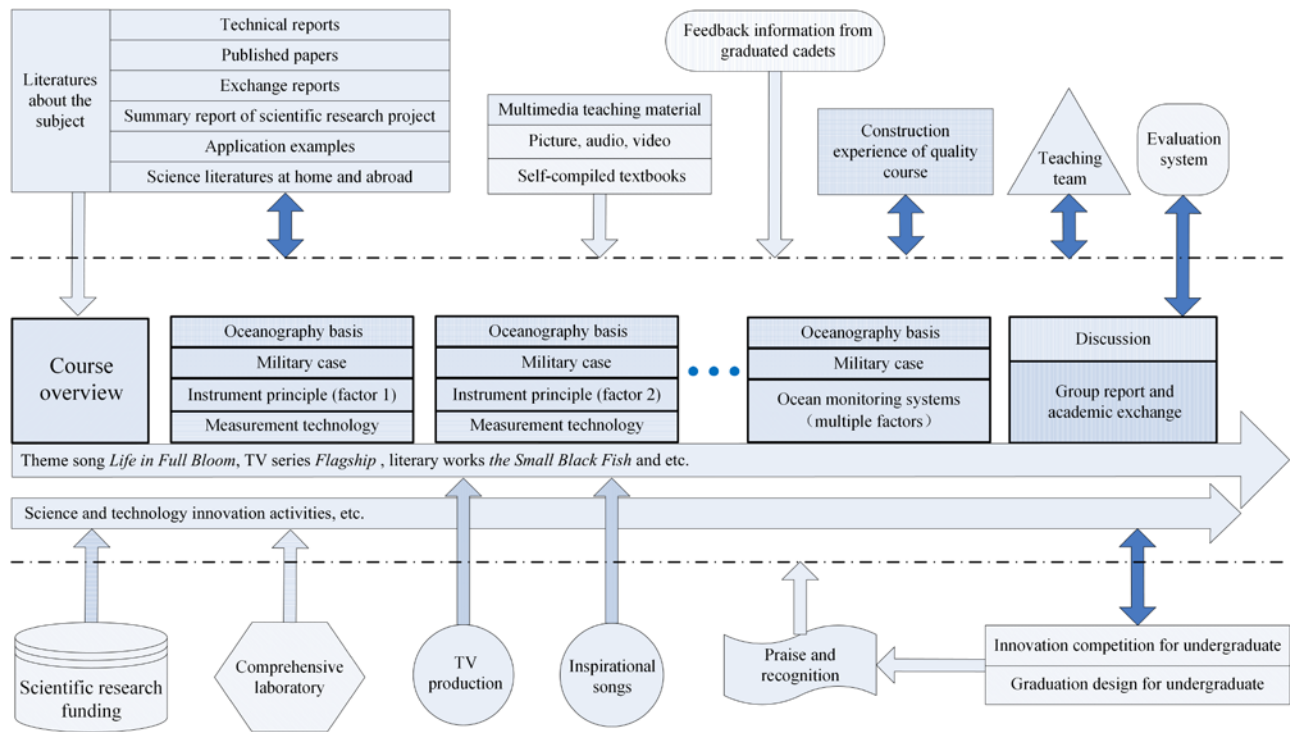 Literatures
about the
subject
Technical reports
Published papers
Exchange reports
Summary report of scientific research project
Application examples
Science literatures at home and abroad
Multimedia teaching material
Picture, audio, video
Self-compiled textbooks
Feedback information from
graduated cadets
Construction
experience of quality
course
Teaching
team
Evaluation
system
Course
overview
Oceanography basis
Military case
Instrument principle (factor 1)
Measurement technology
Oceanography basis
Military case
Instrument principle (factor 2)
Measurement technology
Oceanography basis
Military case
Ocean monitoring systems
（multiple factors）
Discussion
Group report and
academic exchange
Theme song Life in Full Bloom, TV series Flagship , literary works the Small Black Fish and etc.
Science and technology innovation activities, etc.
Scientific research
funding
Comprehensive
laboratory
TV
production
Inspirational
songs
Praise and
recognition
Innovation competition for undergraduate
Graduation design for undergraduate